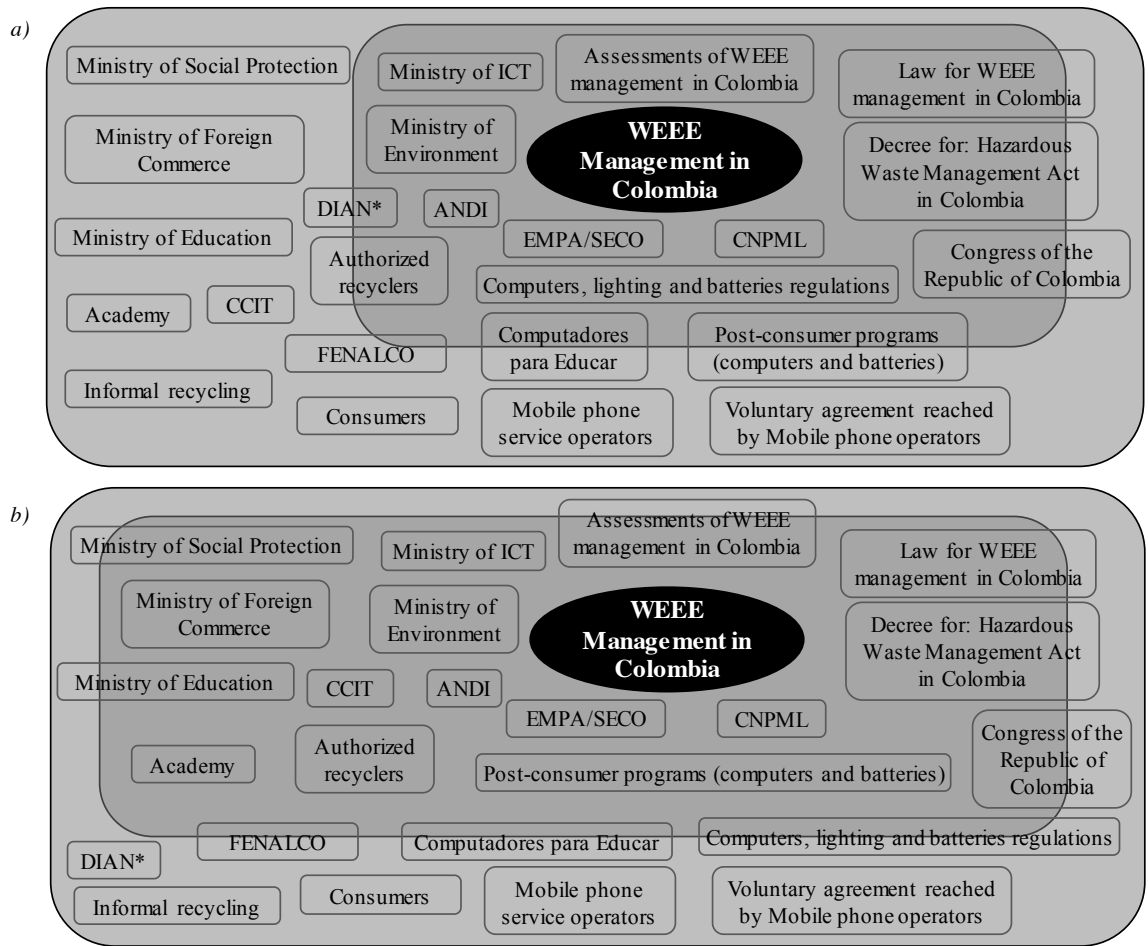 a)
Ministry of Social Protection
Ministry of ICT
Assessments of WEEE
management in Colombia
Law for WEEE
management in Colombia
Ministry of Foreign
Commerce
Ministry of
Environment
WEEE
Management in
Colombia
Decree for: Hazardous
Waste Management Act
in Colombia
DIAN*
ANDI
Ministry of Education
EMPA/SECO
CNPML
Authorized
recyclers
Congress of the
Republic of Colombia
Computers, lighting and batteries regulations
Academy
CCIT
FENALCO
Computadores
para Educar
Post-consumer programs
(computers and batteries)
Informal recycling
Consumers
Mobile phone
service operators
Voluntary agreement reached
by Mobile phone operators
b)
Ministry of Social Protection
Ministry of ICT
Assessments of WEEE
management in Colombia
Law for WEEE
management in Colombia
Ministry of Foreign
Commerce
Ministry of
Environment
WEEE
Management in
Colombia
Decree for: Hazardous
Waste Management Act
in Colombia
Ministry of Education
CCIT
ANDI
EMPA/SECO
CNPML
Academy
Authorized
recyclers
Post-consumer programs (computers and batteries)
Congress of the
Republic of
Colombia
DIAN*
FENALCO
Computadores para Educar
Computers, lighting and batteries regulations
Informal recycling
Consumers
Mobile phone
service operators
Voluntary agreement reached
by Mobile phone operators